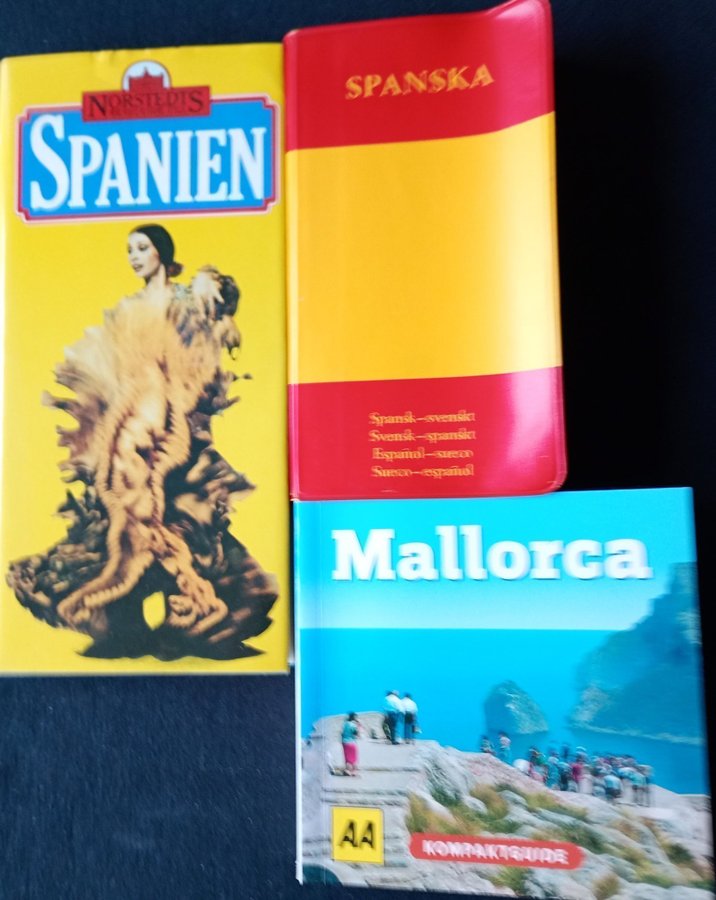 NORSTEDTS
SPANIEN
SPANSKA
Spansk–svenskt
Svensk–spanskt
Español–sueco
Sueco–español
Mallorca
AA
KOMPAKTGUIDE